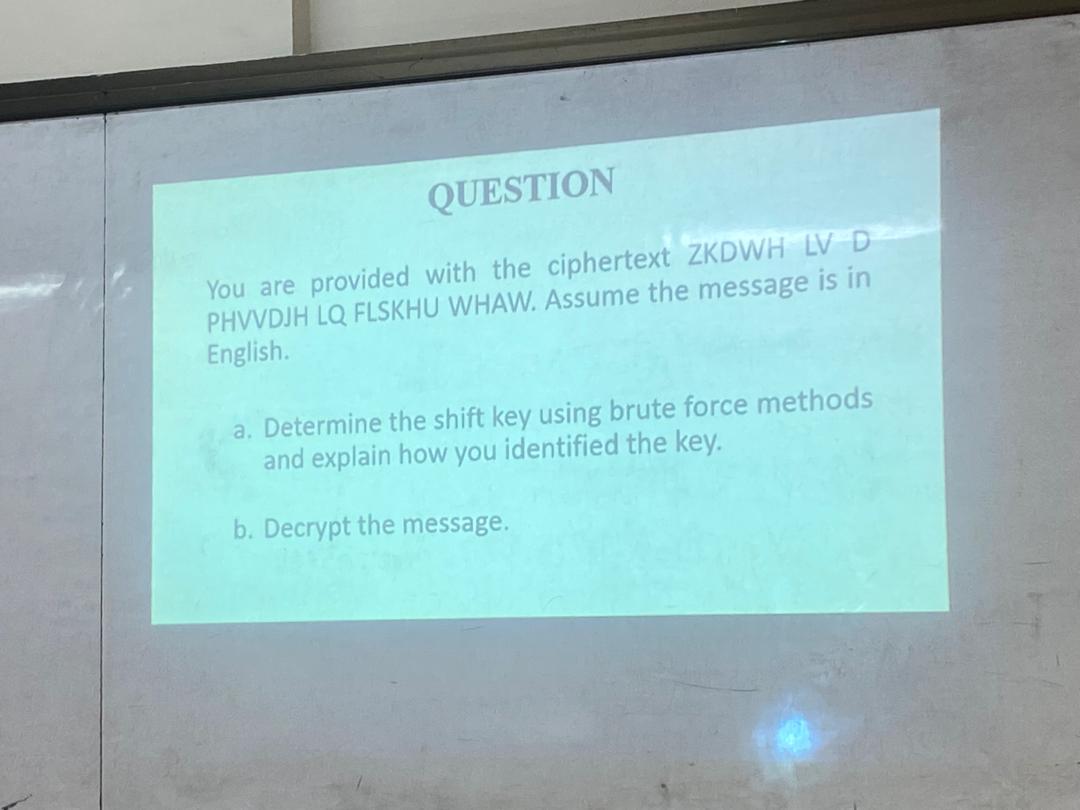 QUESTION
You are provided with the ciphertext ZKDWH LV D
PHVVDJH LQ FLSKHU WHAW. Assume the message is in
English.
a. Determine the shift key using brute force methods
and explain how you identified the key.
b. Decrypt the message.